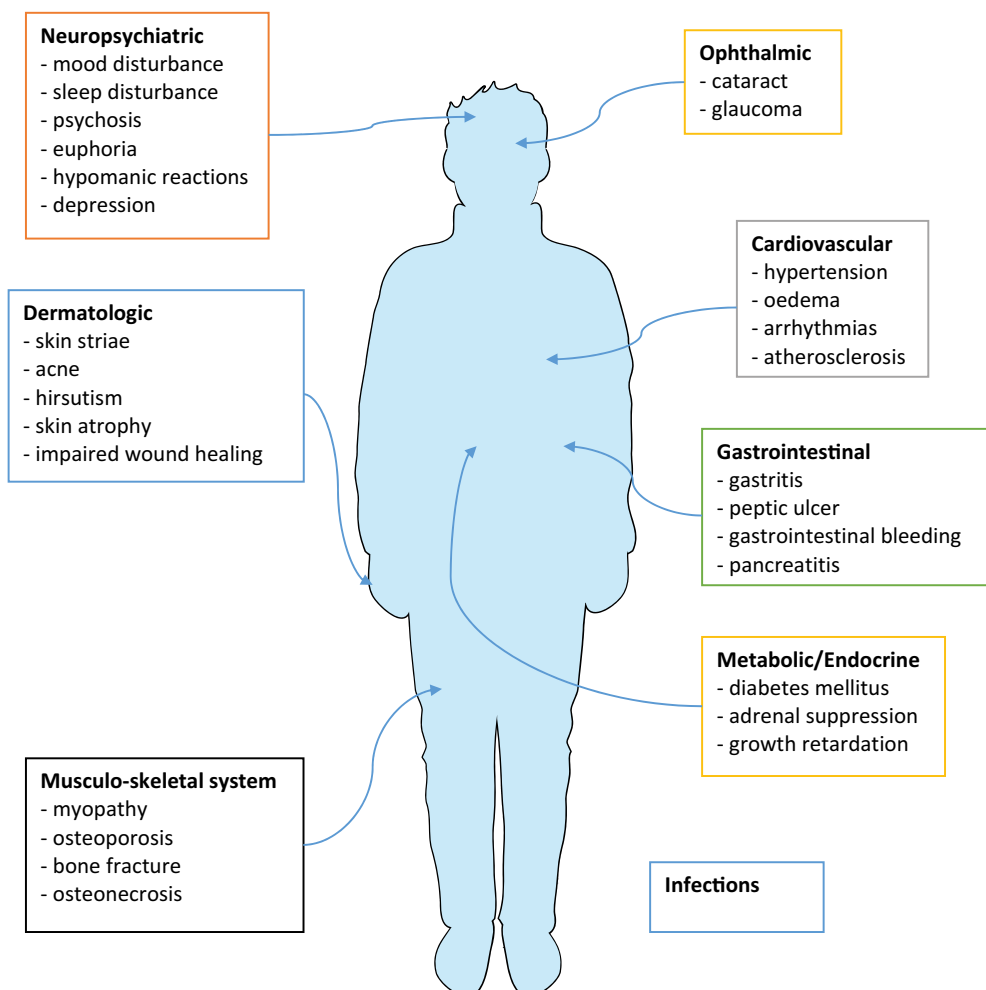 Neuropsychiatric
- mood disturbance
- sleep disturbance
- psychosis
- euphoria
- hypomanic reactions
- depression
Ophthalmic
- cataract
- glaucoma
Cardiovascular
- hypertension
- oedema
- arrhythmias
- atherosclerosis
Dermatologic
- skin striae
- acne
- hirsutism
- skin atrophy
- impaired wound healing
Gastrointestinal
- gastritis
- peptic ulcer
- gastrointestinal bleeding
- pancreatitis
Metabolic/Endocrine
- diabetes mellitus
- adrenal suppression
- growth retardation
Musculo-skeletal system
- myopathy
- osteoporosis
- bone fracture
- osteonecrosis
Infections